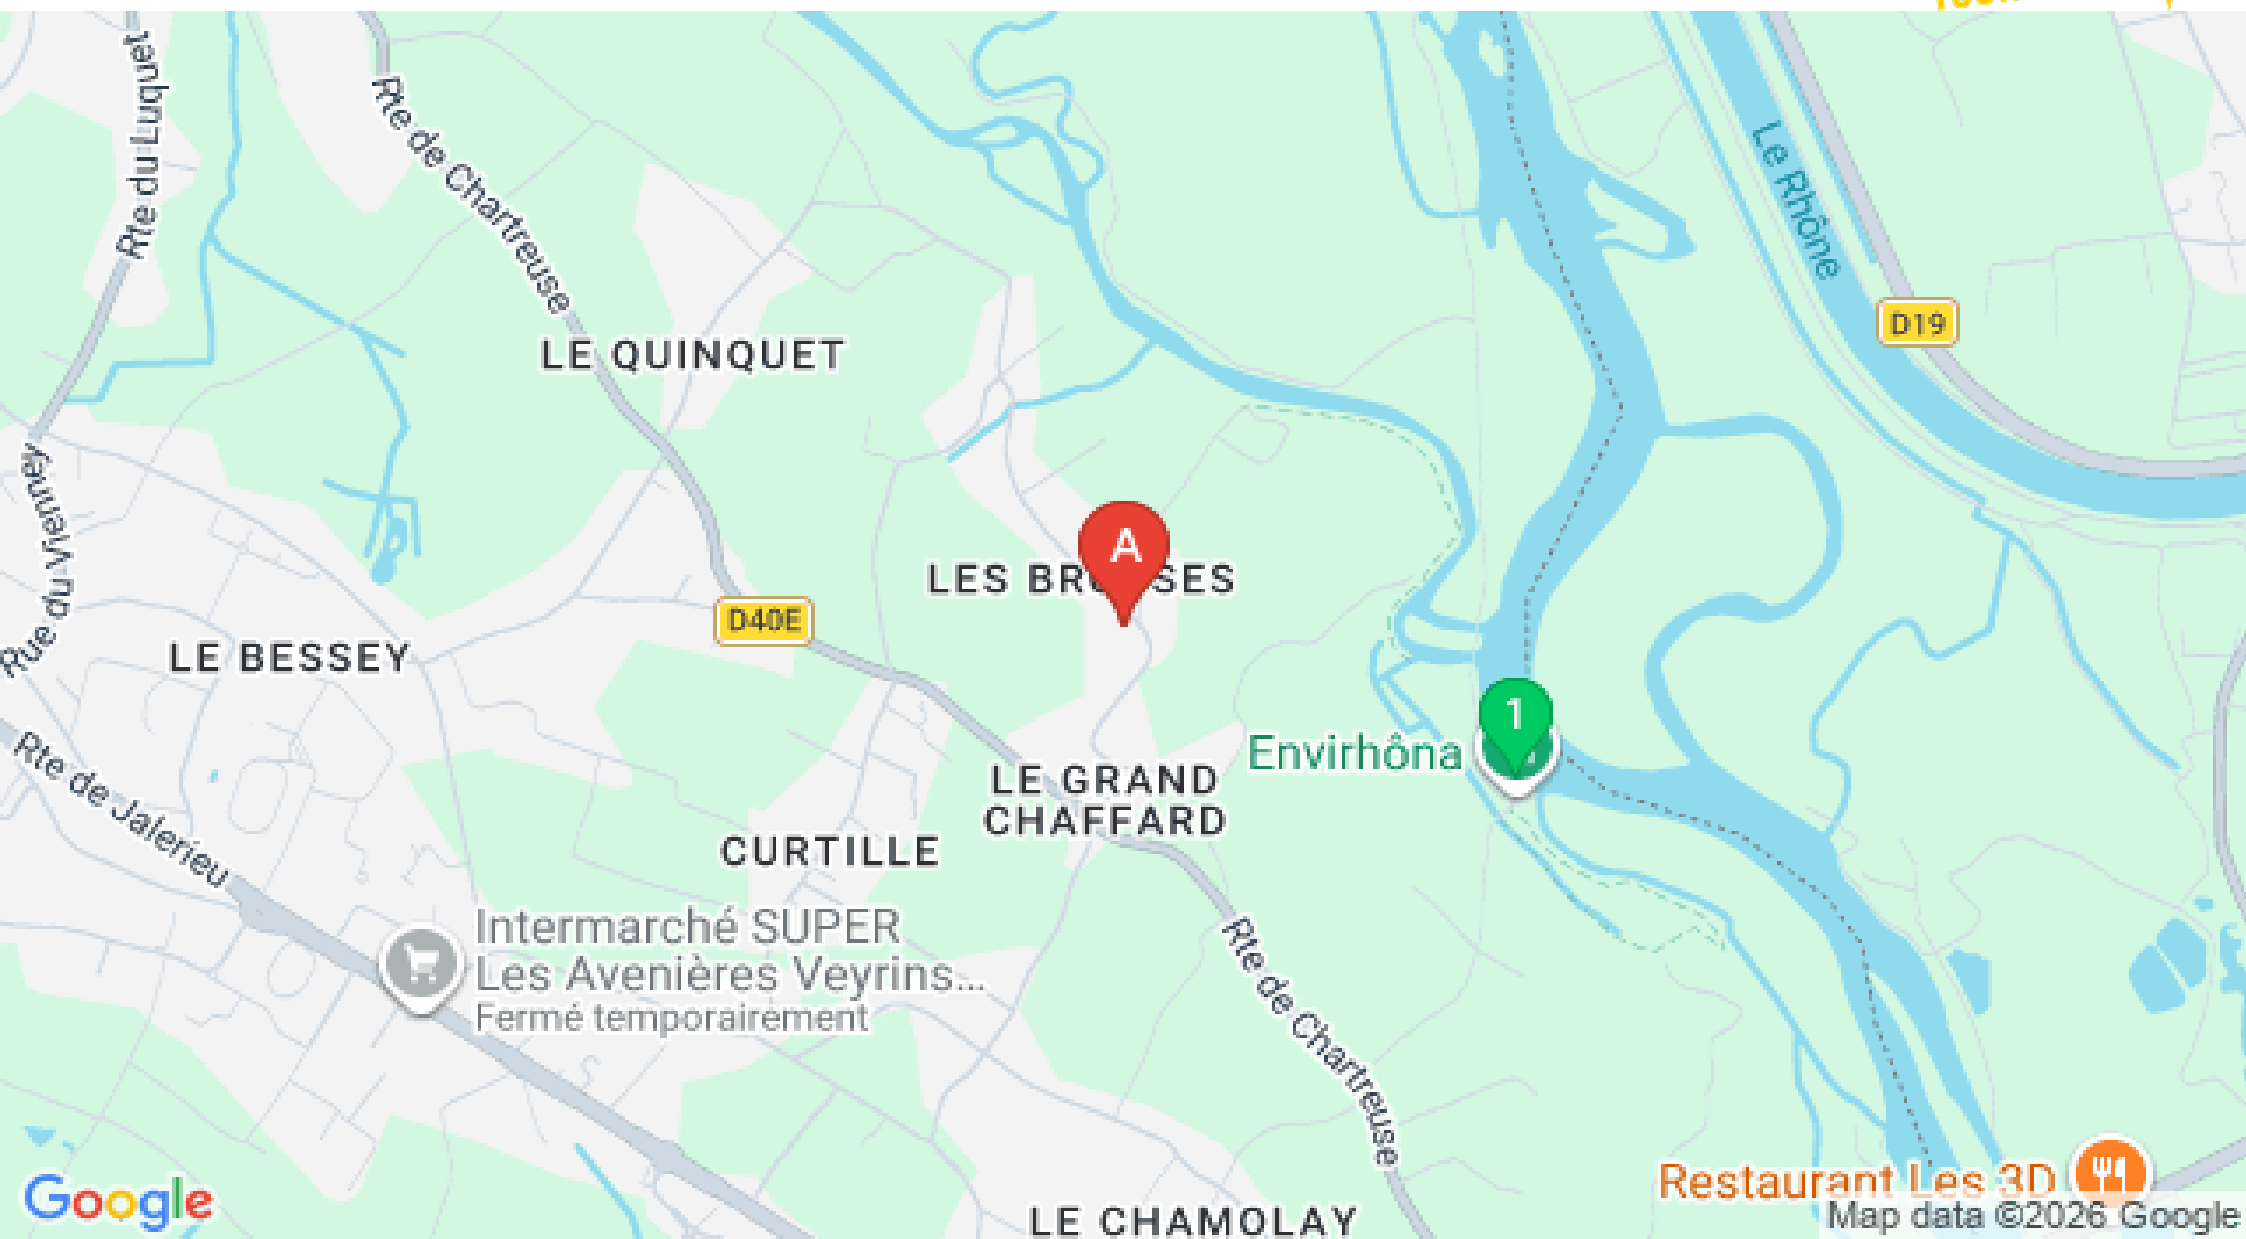 Rte du Luquet
Rte de Chartreuse
Le Rhône
D19
LE QUINQUET
Rue du Vivier
A
D40E
LE BESSEY
1
Envirhôna
Rte de Jalerieu
LE GRAND
CHAFFARD
CURTILLE
Intermarché SUPER
Les Avenières Veyrins...
Fermé temporairement
Rte de Chartreuse
Restaurant Les 3D
Google
LE CHAMOLAY
Map data ©2026 Google